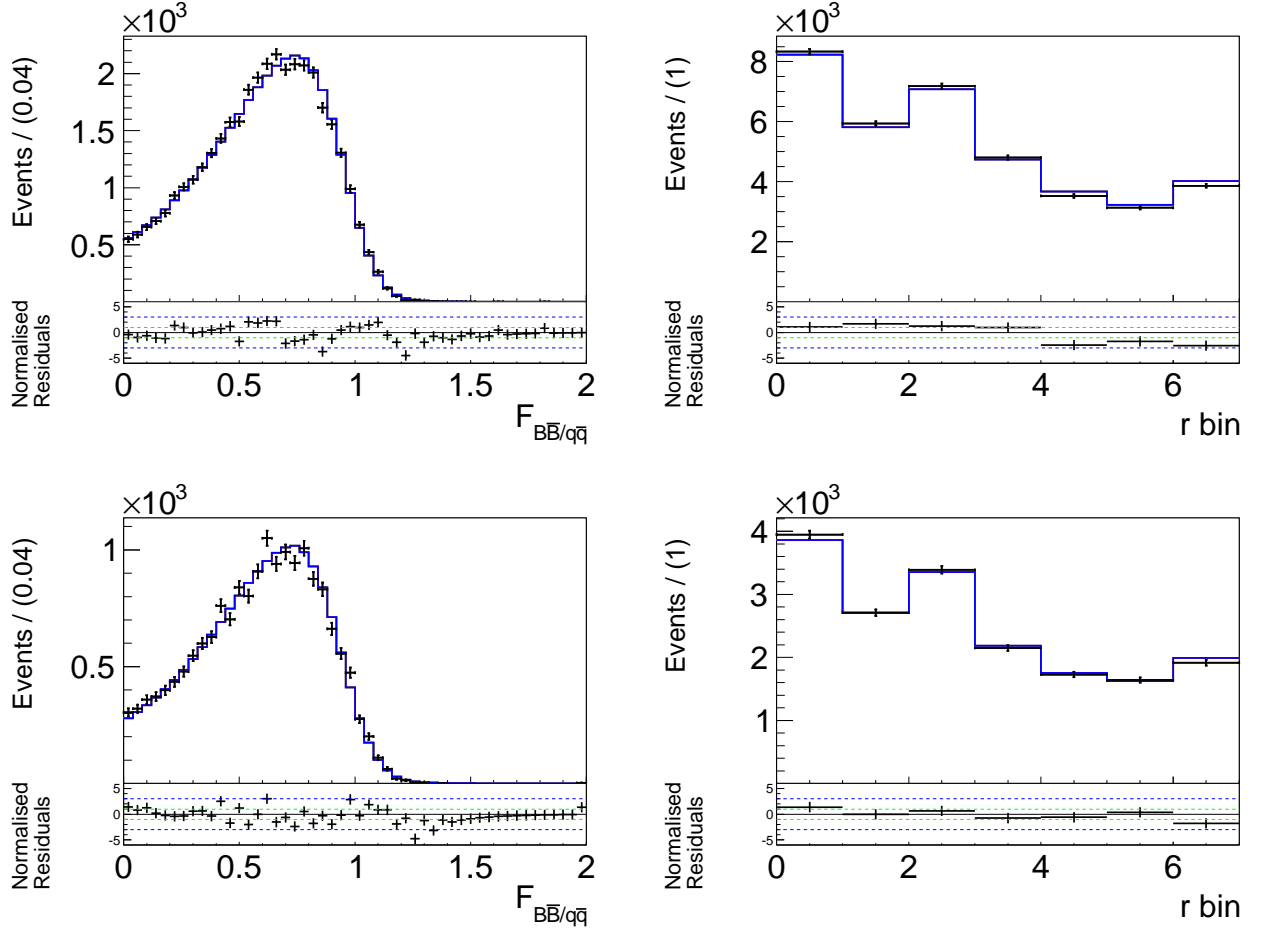 ×10³
Events / (0.04)
2
1.5
1
0.5
Normalised
Residuals
5
0
-5
0 0.5 1 1.5 2
F_BB̅/qq̅
×10³
Events / (1)
8
6
4
2
Normalised
Residuals
5
0
-5
0 2 4 6
r bin
×10³
Events / (0.04)
1
0.5
Normalised
Residuals
5
0
-5
0 0.5 1 1.5 2
F_BB̅/qq̅
×10³
Events / (1)
4
3
2
1
Normalised
Residuals
5
0
-5
0 2 4 6
r bin